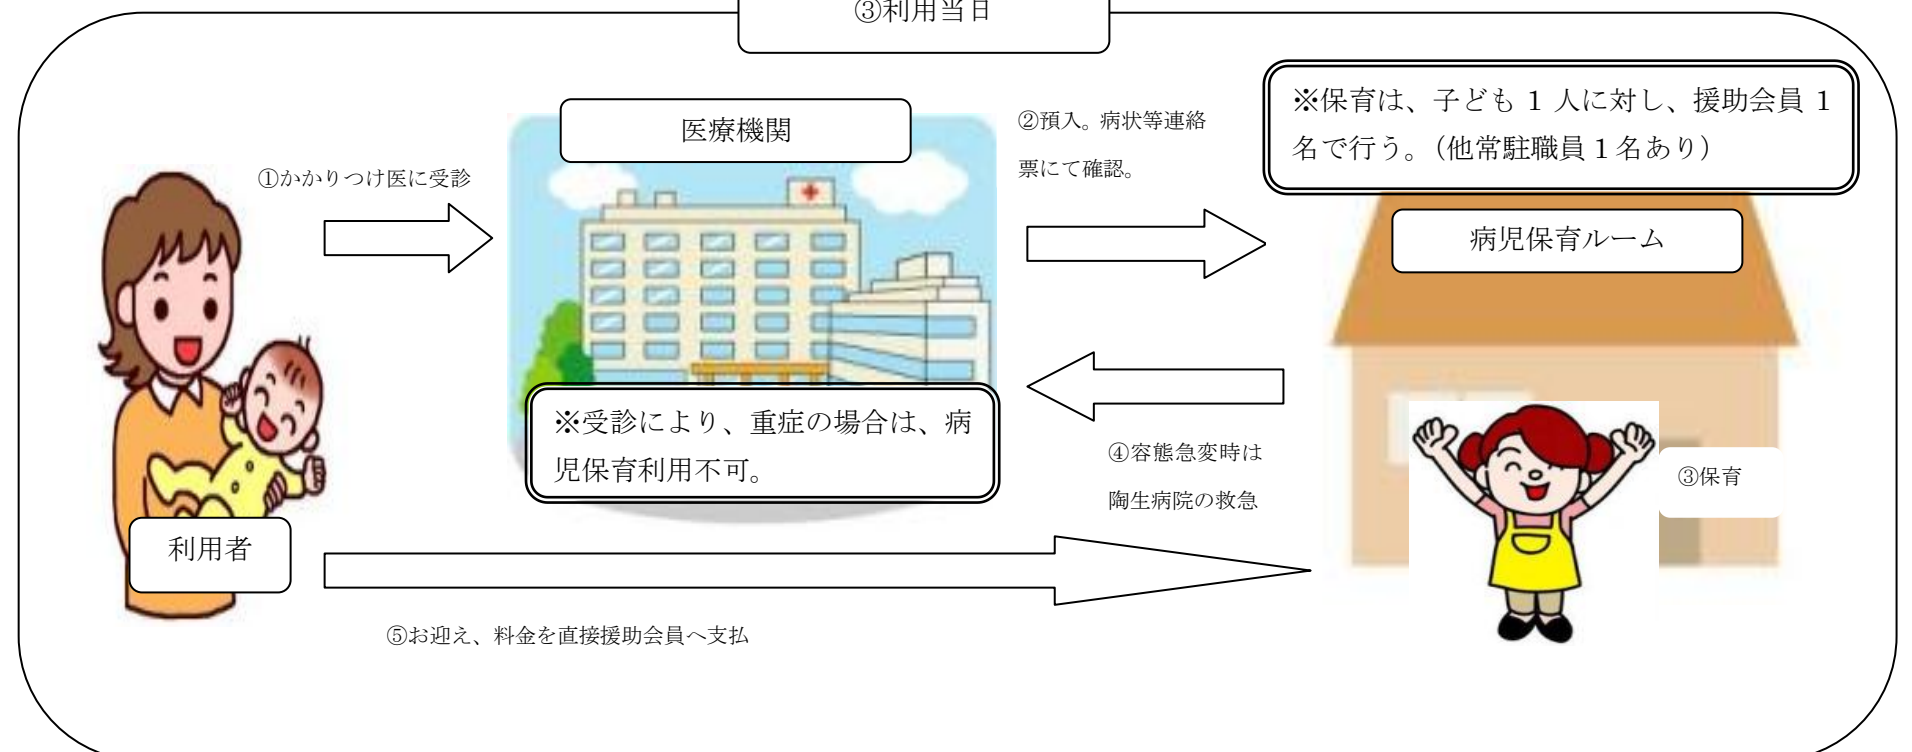 ③利用当日
※保育は、子ども 1 人に対し、援助会員 1
名で行う。（他常駐職員 1 名あり）
医療機関
②預入。病状等連絡
票にて確認。
①かかりつけ医に受診
病児保育ルーム
※受診により、重症の場合は、病
児保育利用不可。
④容態急変時は
陶生病院の救急
③保育
利用者
⑤お迎え、料金を直接援助会員へ支払